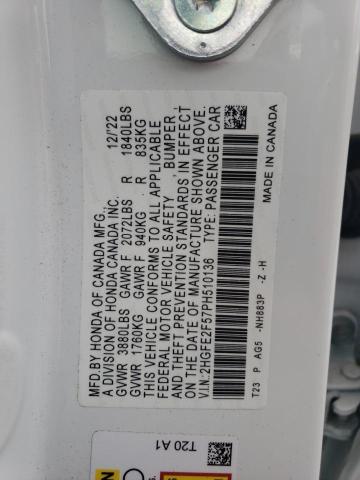 MFD BY HONDA OF CANADA MFG., 12/'22
A DIVISION OF HONDA CANADA INC.
GVWR 3880LBS GAWR F 2072LBS R 1840LBS
GVWR 1760KG GAWR F 940KG R 835KG
THIS VEHICLE CONFORMS TO ALL APPLICABLE
FEDERAL MOTOR VEHICLE SAFETY , BUMPER,
AND THEFT PREVENTION STANDARDS IN EFFECT
ON THE DATE OF MANUFACTURE SHOWN ABOVE.
V.I.N.:2HGFE2F57PH510136 TYPE: PASSENGER CAR
MADE IN CANADA
T23 P AG5 -NH883P -Z -H
T20 A1